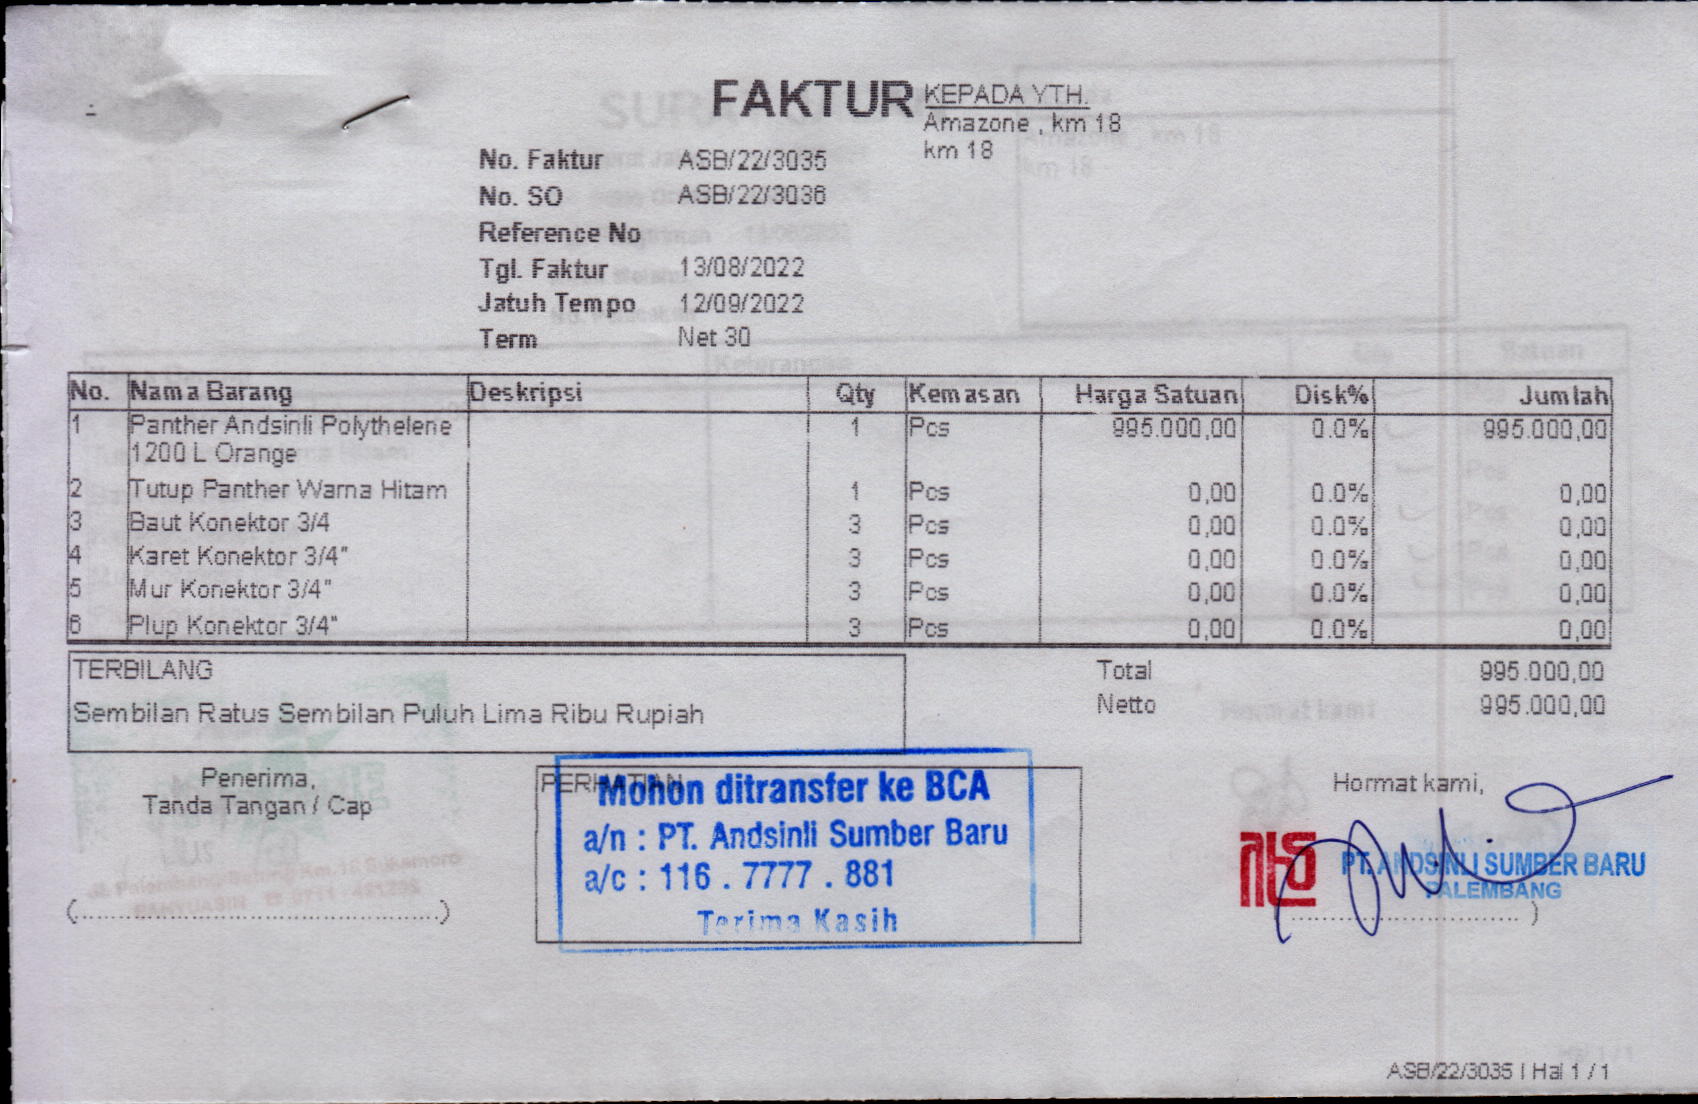 FAKTUR
KEPADA YTH.
Amazone , km 18
km 18
No. Faktur ASB/22/3035
No. SO ASB/22/3036
Reference No
Tgl. Faktur 13/08/2022
Jatuh Tempo 12/09/2022
Term Net 30
No. Nama Barang Deskripsi Qty Kemasan Harga Satuan Disk% Jumlah
1 Panther Andsinli Polythelene 1 Pcs 995.000,00 0.0% 995.000,00
1200 L Orange
2 Tutup Panther Warna Hitam 1 Pcs 0,00 0.0% 0,00
3 Baut Konektor 3/4 3 Pcs 0,00 0.0% 0,00
4 Karet Konektor 3/4" 3 Pcs 0,00 0.0% 0,00
5 Mur Konektor 3/4" 3 Pcs 0,00 0.0% 0,00
6 Plup Konektor 3/4" 3 Pcs 0,00 0.0% 0,00
TERBILANG
Sembilan Ratus Sembilan Puluh Lima Ribu Rupiah
Total 995.000,00
Netto 995.000,00
Penerima,
Tanda Tangan / Cap
PERHATIAN
Mohon ditransfer ke BCA
a/n : PT. Andsinli Sumber Baru
a/c : 116 . 7777 . 881
Terima Kasih
Hormat kami,
PT. ANDSINLI SUMBER BARU
PALEMBANG
ASB/22/3035 | Hal 1 / 1